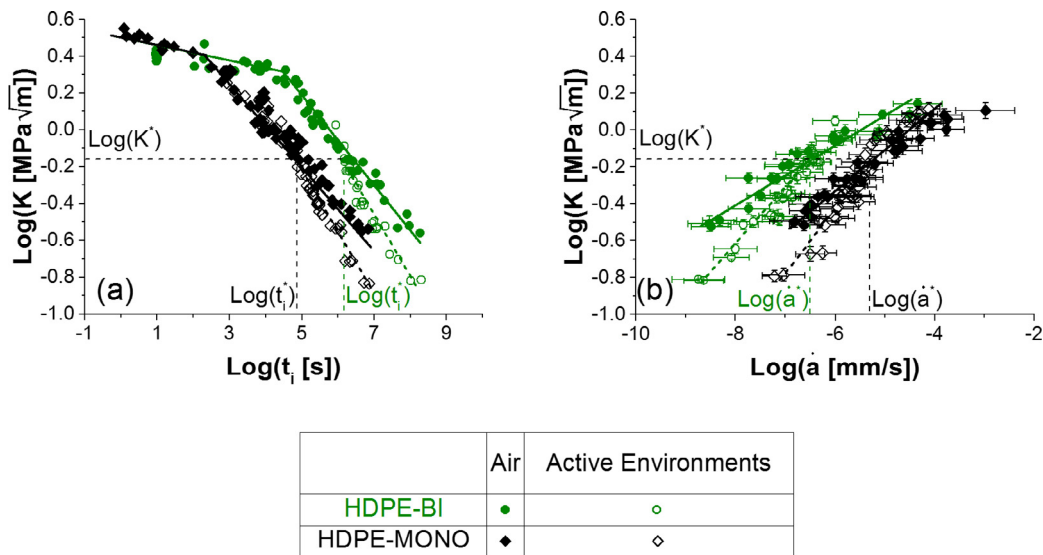 0.6
0.4
0.2
0.0
-0.2
-0.4
-0.6
-0.8
-1.0
Log(K [MPa√m])
Log(K*)
(a)
Log(t_i*)
Log(t_i*)
-1
1
3
5
7
9
Log(t_i [s])
0.6
0.4
0.2
0.0
-0.2
-0.4
-0.6
-0.8
-1.0
Log(K [MPa√m])
Log(K*)
(b)
Log(ȧ*)
Log(ȧ*)
-10
-8
-6
-4
-2
Log(ȧ [mm/s])
Air Active Environments
HDPE-BI
HDPE-MONO